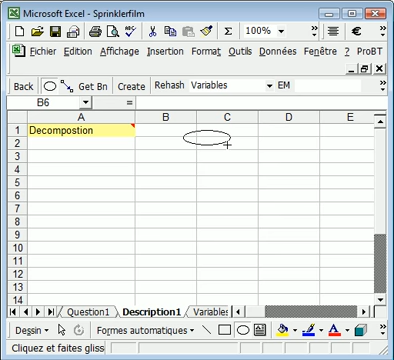 Microsoft Excel - Sprinklerfilm
Σ 100% » € »
Fichier Edition Affichage Insertion Format Outils Données Fenêtre ? ProBT
Back Get Bn Create Rehash Variables EM »
B6 =
A B C D E
1 Decompostion
2
3
4
5
6
7
8
9
10
11
12
13
14
Question1 Description1 Variables
Dessin Formes automatiques A »
Cliquez et faites gliss